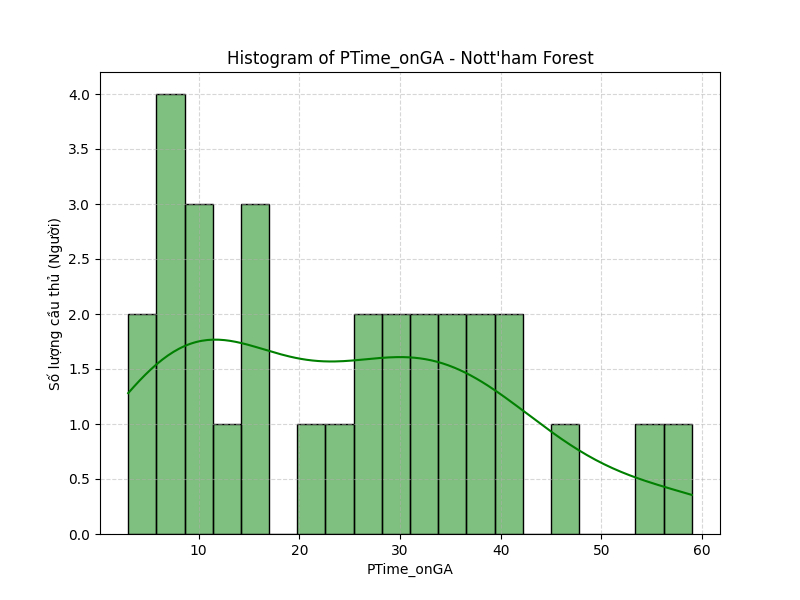 Histogram of PTime_onGA - Nott'ham Forest
Số lượng cầu thủ (Người)
4.0
3.5
3.0
2.5
2.0
1.5
1.0
0.5
0.0
10 20 30 40 50 60
PTime_onGA